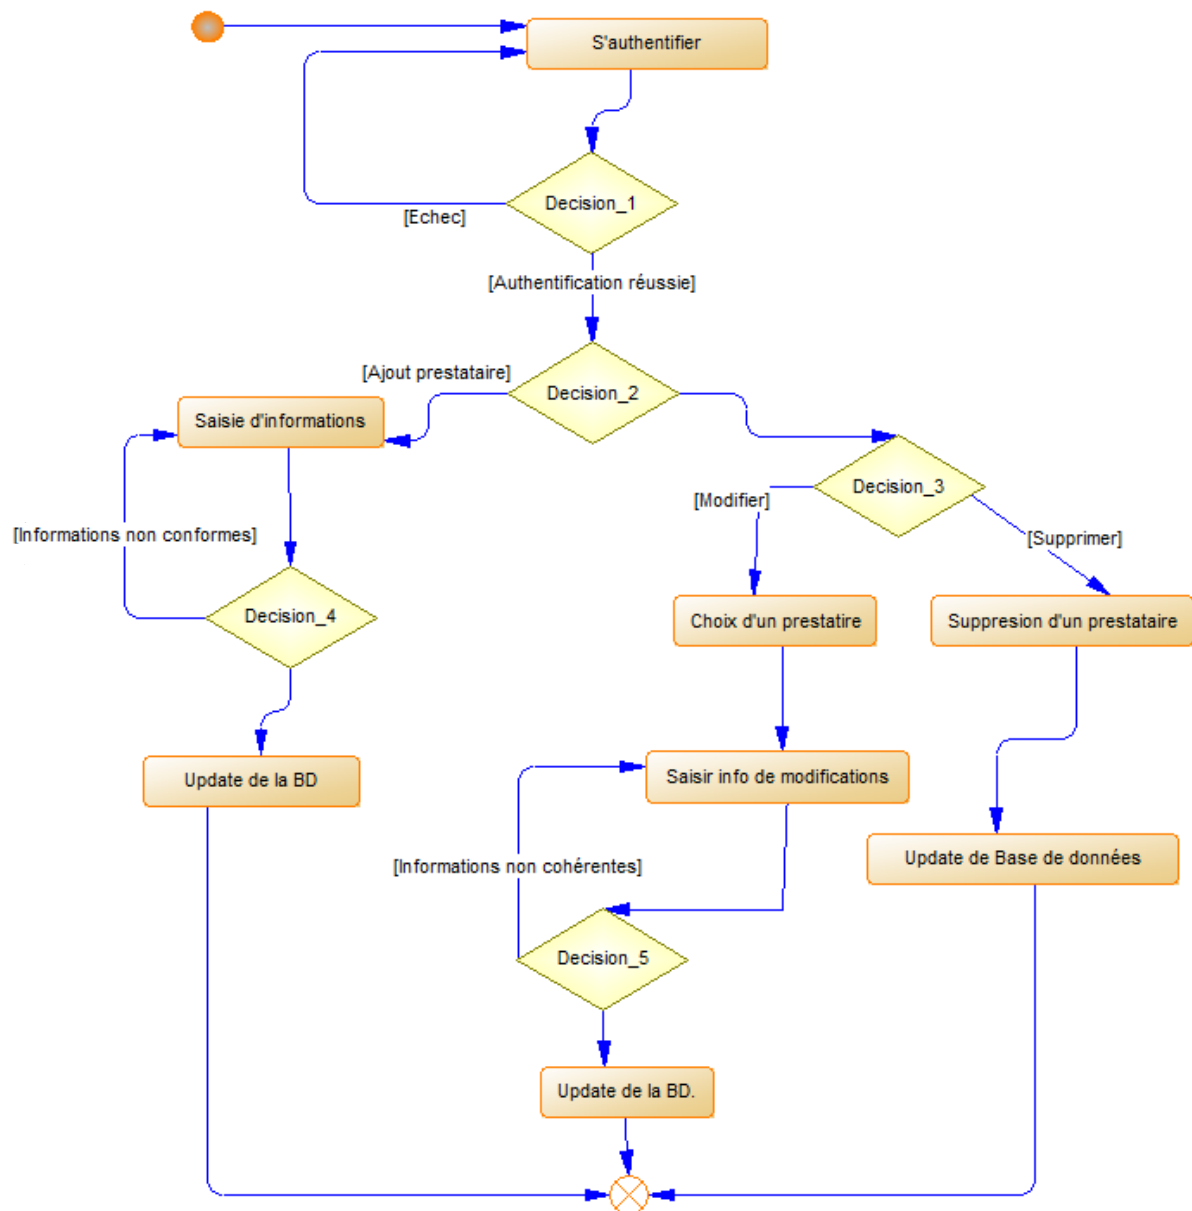 S'authentifier
Decision_1
[Echec]
[Authentification réussie]
[Ajout prestataire]
Decision_2
Saisie d'informations
Decision_3
[Modifier]
[Informations non conformes]
[Supprimer]
Decision_4
Choix d'un prestatire
Suppresion d'un prestataire
Update de la BD
Saisir info de modifications
[Informations non cohérentes]
Update de Base de données
Decision_5
Update de la BD.